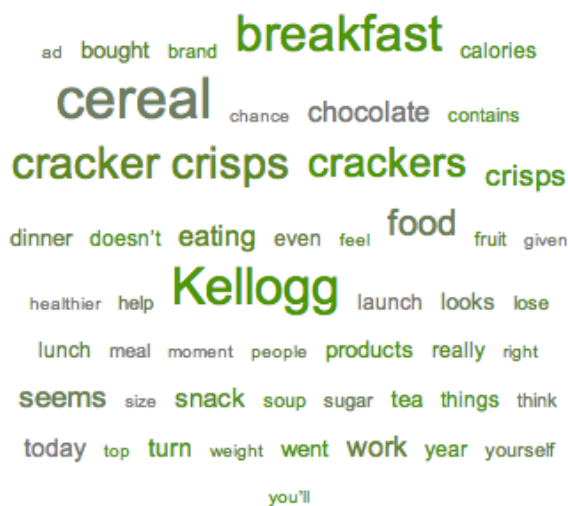 ad bought brand breakfast calories
cereal chance chocolate contains
cracker crisps crackers crisps
dinner doesn't eating even feel food fruit given
healthier help Kellogg launch looks lose
lunch meal moment people products really right
seems size snack soup sugar tea things think
today top turn weight went work year yourself
you'll